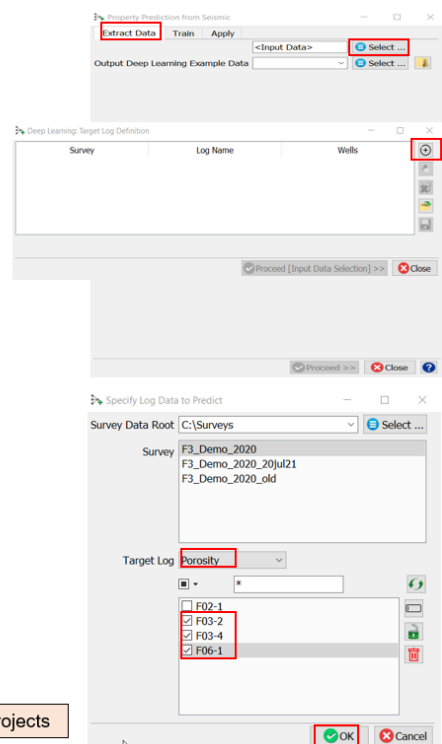 Property Prediction from Seismic
Extract Data Train Apply
<Input Data> Select ...
Output Deep Learning Example Data Select ...
Deep Learning: Target Log Definition
Survey Log Name Wells
Proceed [Input Data Selection] >> Close
Proceed >> Close ?
Specify Log Data to Predict
Survey Data Root C:\Surveys Select ...
Survey F3_Demo_2020
F3_Demo_2020_20jul21
F3_Demo_2020_old
Target Log Porosity
*
F02-1
F03-2
F03-4
F06-1
rojects
OK Cancel